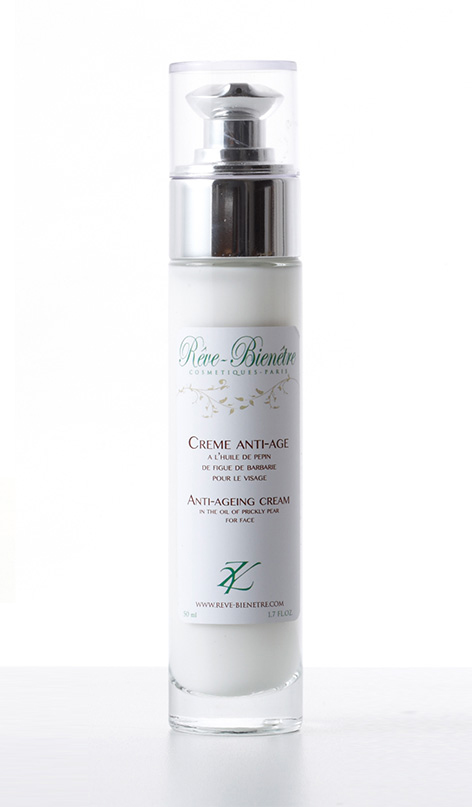 Rêve-Bienêtre
COSMETIQUES-PARIS
CREME ANTI-AGE
A L'HUILE DE PEPIN
DE FIGUE DE BARBARIE
POUR LE VISAGE
ANTI-AGEING CREAM
IN THE OIL OF PRICKLY PEAR
FOR FACE
WWW.REVE-BIENETRE.COM
50 ml 1.7 FL.OZ